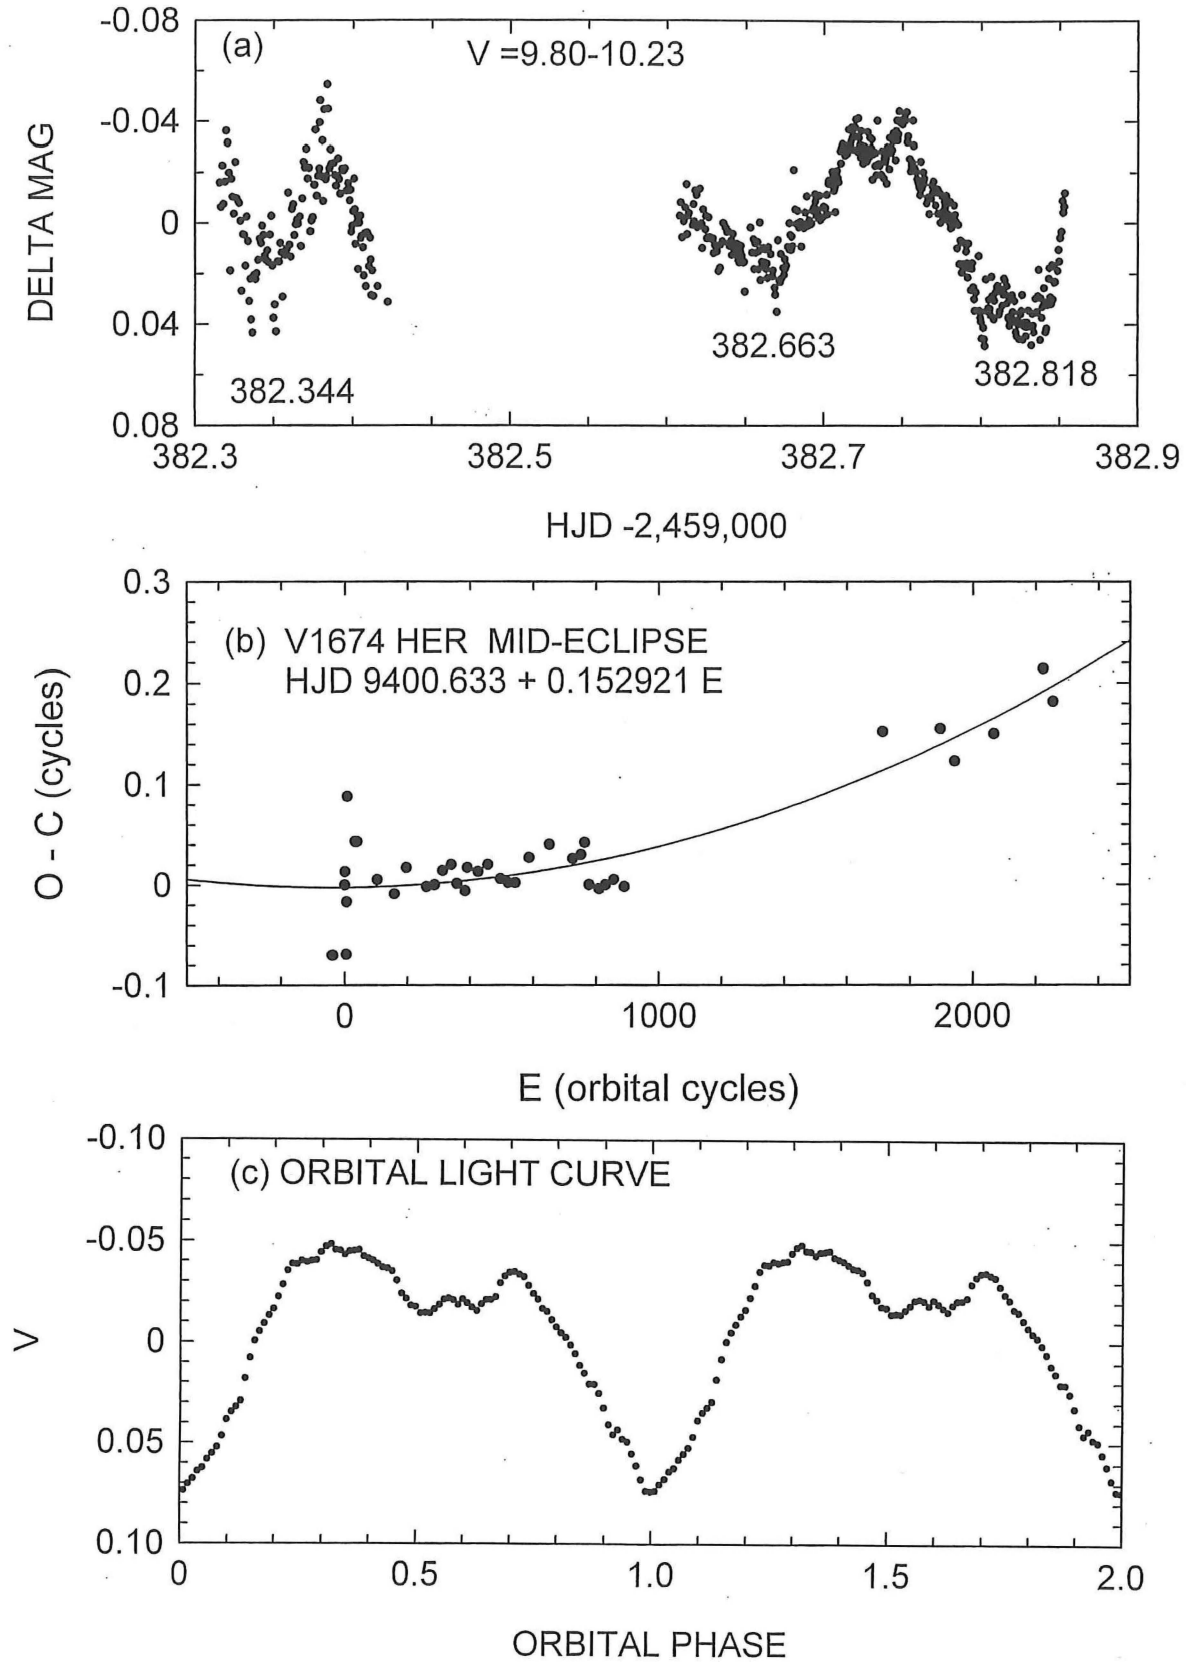 -0.08
(a)
V =9.80-10.23
-0.04
DELTA MAG
0
0.04
382.663
382.818
382.344
0.08
382.3 382.5 382.7 382.9
HJD -2,459,000
0.3
(b) V1674 HER MID-ECLIPSE
HJD 9400.633 + 0.152921 E
0.2
O - C (cycles)
0.1
0
-0.1
0 1000 2000
E (orbital cycles)
-0.10
(c) ORBITAL LIGHT CURVE
-0.05
V
0
0.05
0.10
0 0.5 1.0 1.5 2.0
ORBITAL PHASE